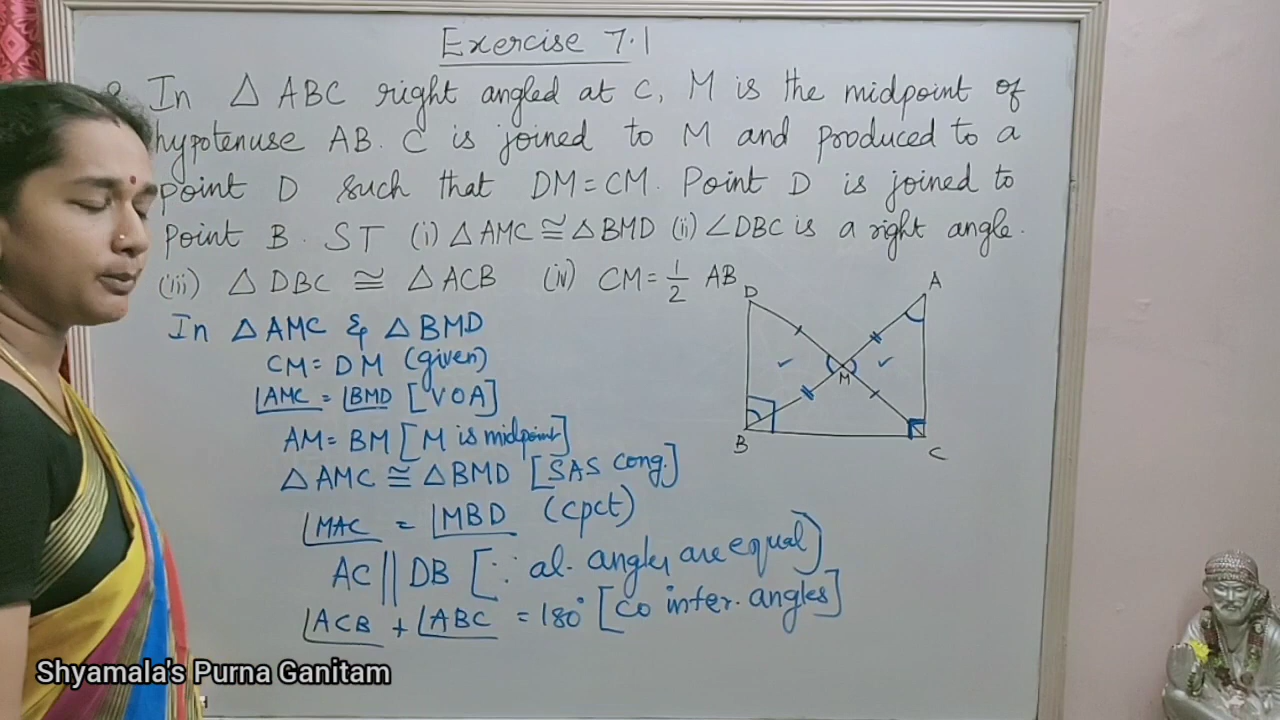 Exercise 7.1
In △ ABC right angled at C, M is the midpoint of
hypotenuse AB. C is joined to M and produced to a
point D such that DM = CM. Point D is joined to
point B. ST (i) △AMC ≅ △BMD (ii) ∠DBC is a right angle.
(iii) △ DBC ≅ △ ACB (iv) CM = 1/2 AB
D
A
M
B
C
In △ AMC & △ BMD
CM = DM (given)
∠AMC = ∠BMD [VOA]
AM = BM [M is midpoint]
△ AMC ≅ △ BMD [SAS cong.]
∠MAC = ∠MBD (cpct)
AC || DB [∵ al. angles are equal)
∠ACB + ∠ABC = 180° [Co inter. angles]
Shyamala's Purna Ganitam